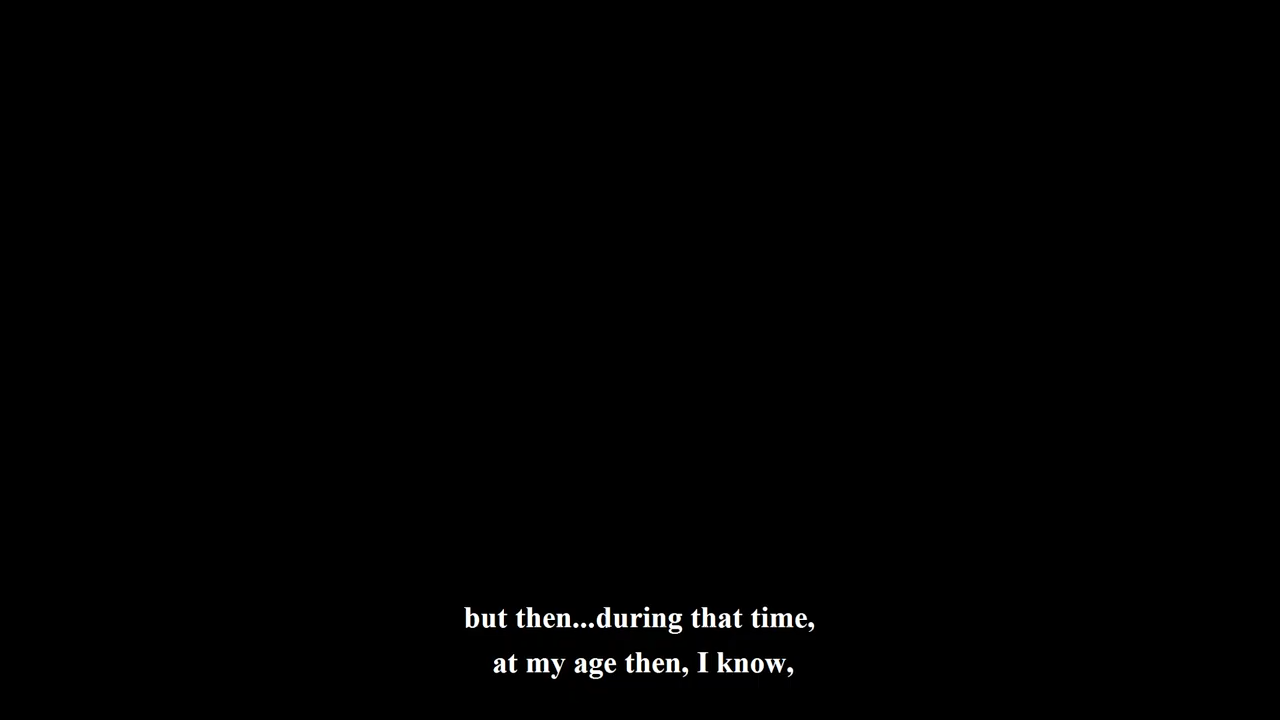 but then...during that time,
at my age then, I know,